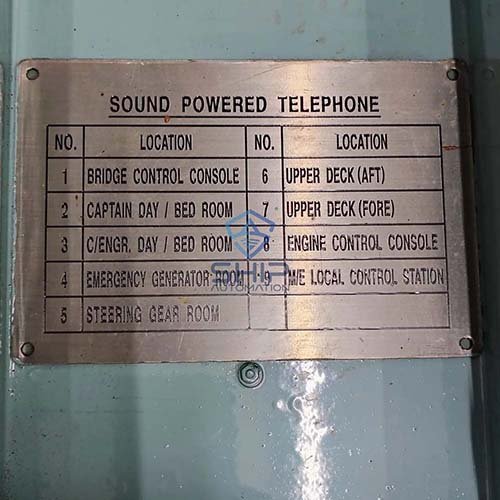 SOUND POWERED TELEPHONE
NO. LOCATION NO. LOCATION
1 BRIDGE CONTROL CONSOLE 6 UPPER DECK (AFT)
2 CAPTAIN DAY / BED ROOM 7 UPPER DECK (FORE)
3 C/ENGR. DAY / BED ROOM 8 ENGINE CONTROL CONSOLE
4 EMERGENCY GENERATOR ROOM 9 M/E LOCAL CONTROL STATION
5 STEERING GEAR ROOM
SHIP
AUTOMATION